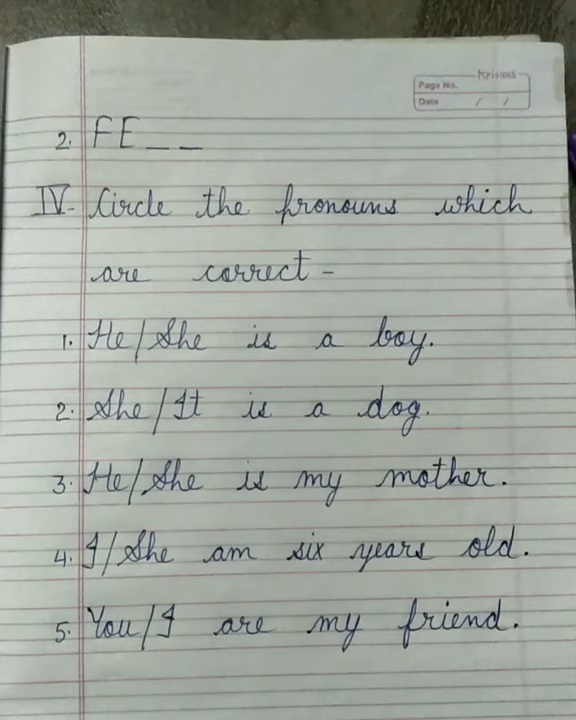 Page No.
Date / /
2. FE _ _
IV- Circle the pronouns which
are correct -
1. He/She is a boy.
2. She/It is a dog.
3. He/She is my mother.
4. I/She am six years old.
5. You/I are my friend.